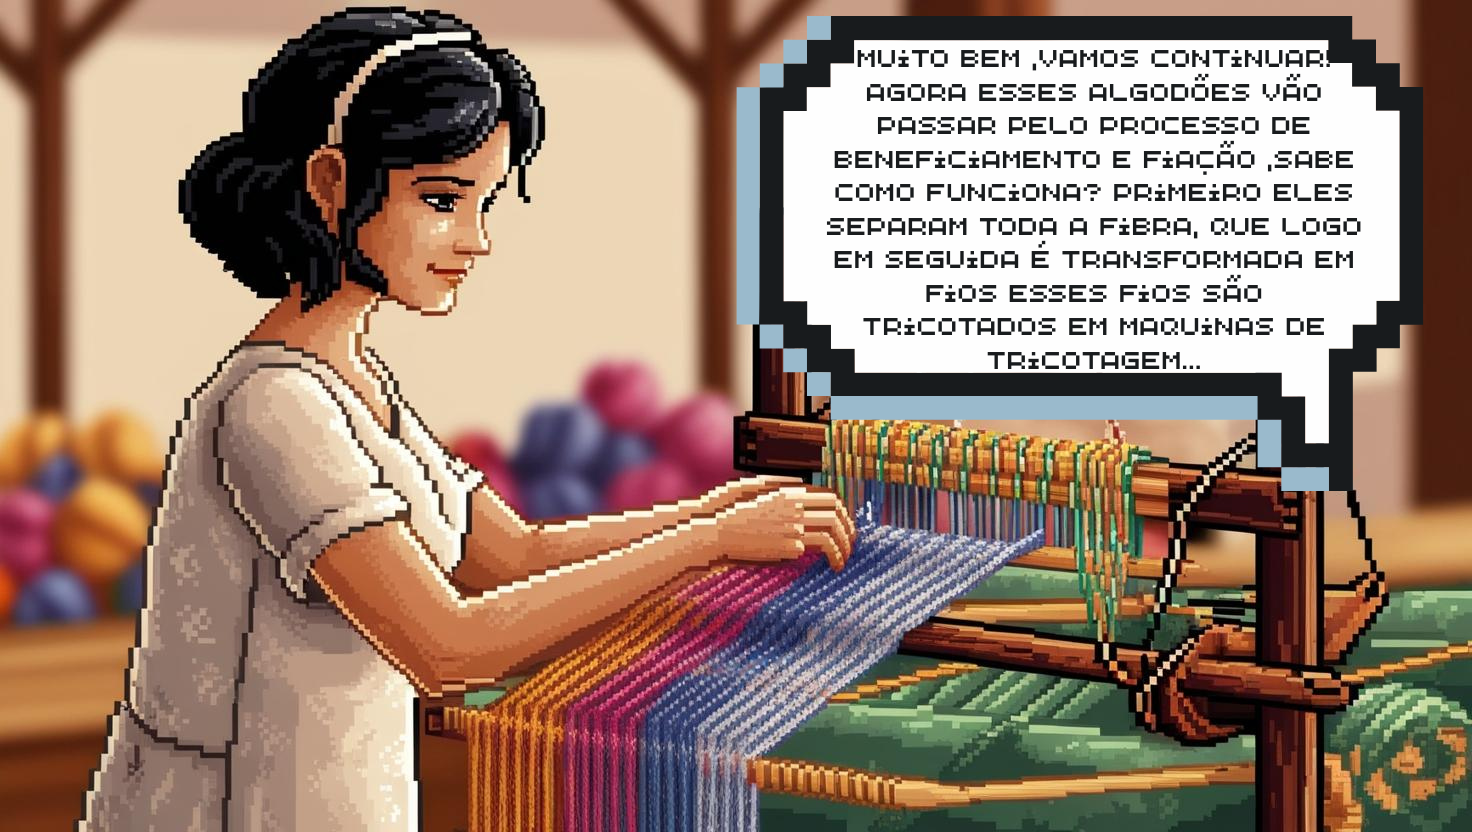 MUiTO BEM ,VAMOS CONTiNUAR!
AGORA ESSES ALGODÕES VÃO
PASSAR PELO PROCESSO DE
BENEFiCiAMENTO E FiAÇÃO ,SABE
COMO FUNCiONA? PRiMEiRO ELES
SEPARAM TODA A FiBRA, QUE LOGO
EM SEGUiDA É TRANSFORMADA EM
FiOS ESSES FiOS SÃO
TRiCOTADOS EM MAQUiNAS DE
TRiCOTAGEM...